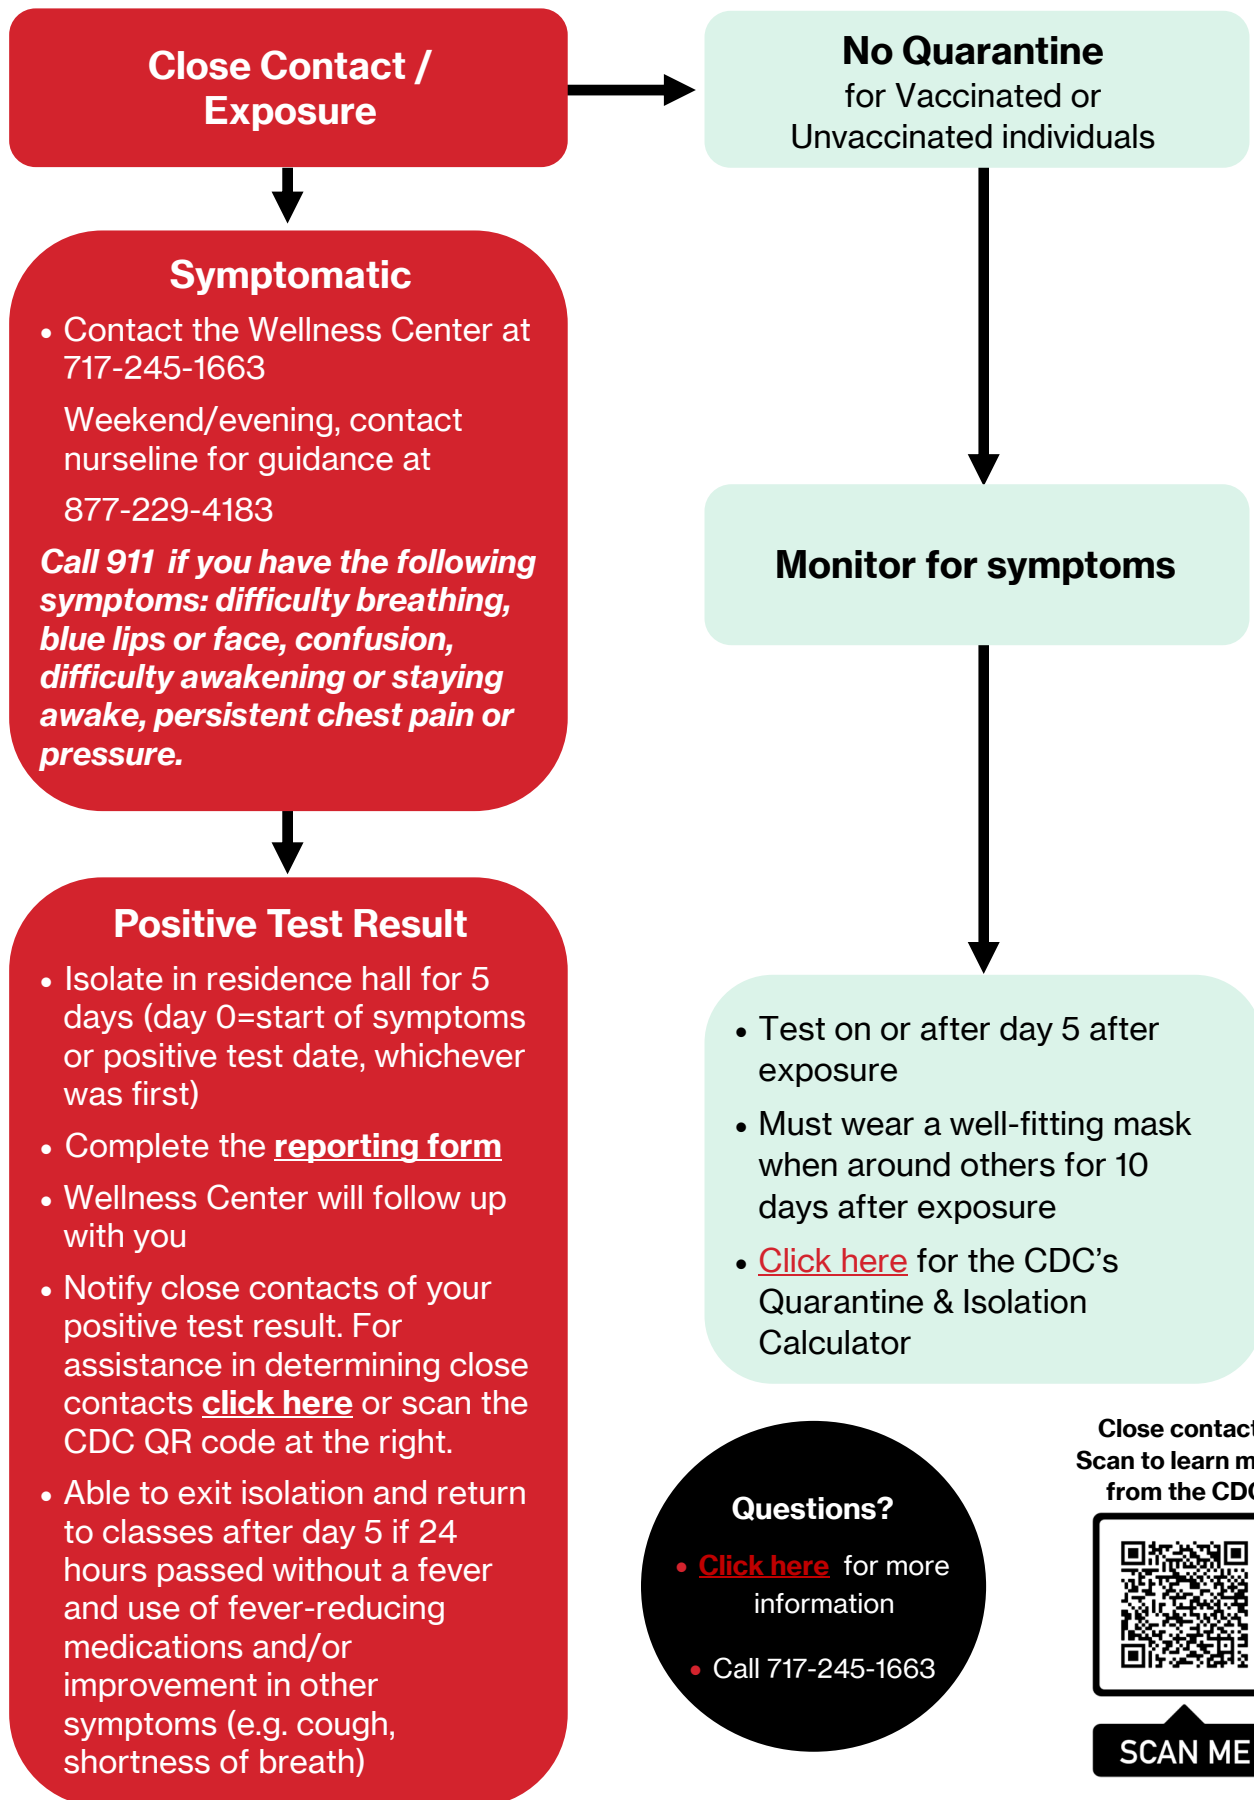 Close Contact /
Exposure
No Quarantine
for Vaccinated or
Unvaccinated individuals
Symptomatic
• Contact the Wellness Center at
717-245-1663
Weekend/evening, contact
nurseline for guidance at
877-229-4183
Call 911 if you have the following
symptoms: difficulty breathing,
blue lips or face, confusion,
difficulty awakening or staying
awake, persistent chest pain or
pressure.
Monitor for symptoms
Positive Test Result
• Isolate in residence hall for 5
days (day 0=start of symptoms
or positive test date, whichever
was first)
• Complete the reporting form
• Wellness Center will follow up
with you
• Notify close contacts of your
positive test result. For
assistance in determining close
contacts click here or scan the
CDC QR code at the right.
• Able to exit isolation and return
to classes after day 5 if 24
hours passed without a fever
and use of fever-reducing
medications and/or
improvement in other
symptoms (e.g. cough,
shortness of breath)
• Test on or after day 5 after
exposure
• Must wear a well-fitting mask
when around others for 10
days after exposure
• Click here for the CDC’s
Quarantine & Isolation
Calculator
Questions?
• Click here for more
information
• Call 717-245-1663
Close contact
Scan to learn m
from the CDC
SCAN ME